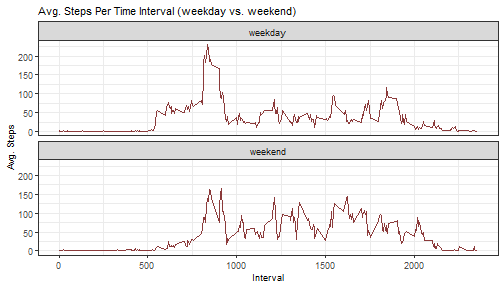 Avg. Steps Per Time Interval (weekday vs. weekend)
weekday
200
150
100
50
0
weekend
200
150
100
50
0
0 500 1000 1500 2000
Interval
Avg. Steps